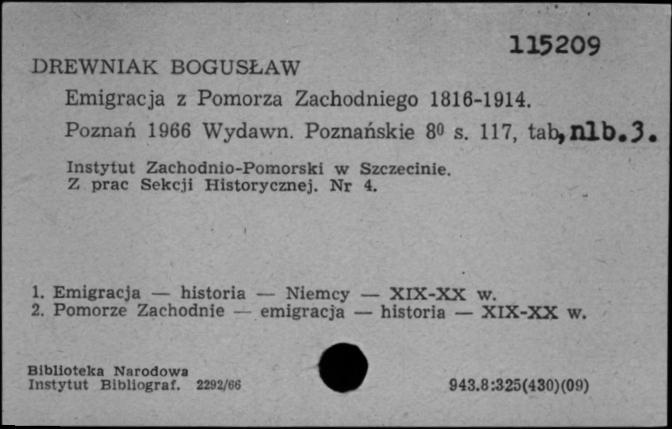 115209
DREWNIAK BOGUSŁAW
Emigracja z Pomorza Zachodniego 1816-1914.
Poznań 1966 Wydawn. Poznańskie 8⁰ s. 117, tab, nlb. 3.
Instytut Zachodnio-Pomorski w Szczecinie.
Z prac Sekcji Historycznej. Nr 4.
1. Emigracja — historia — Niemcy — XIX-XX w.
2. Pomorze Zachodnie — emigracja — historia — XIX-XX w.
Biblioteka Narodowa
Instytut Bibliograf. 2292/66
943.8:325(430)(09)